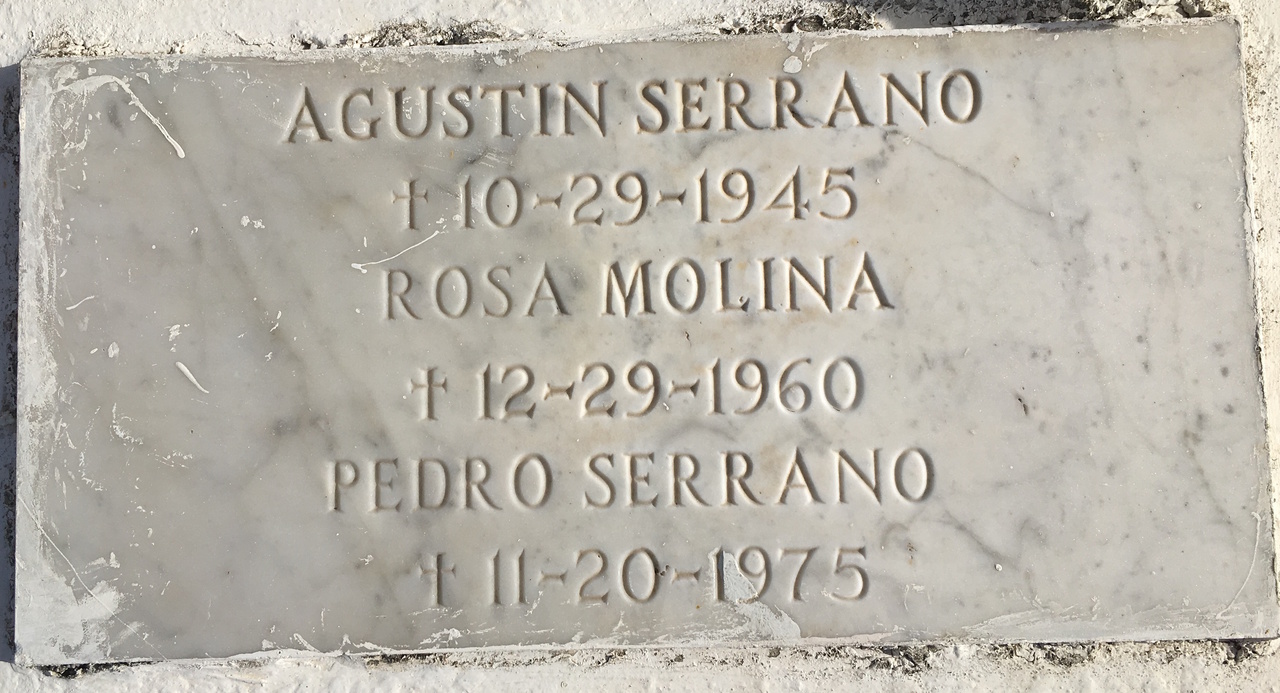 AGUSTIN SERRANO
† 10-29-1945
ROSA MOLINA
† 12-29-1960
PEDRO SERRANO
† 11-20-1975